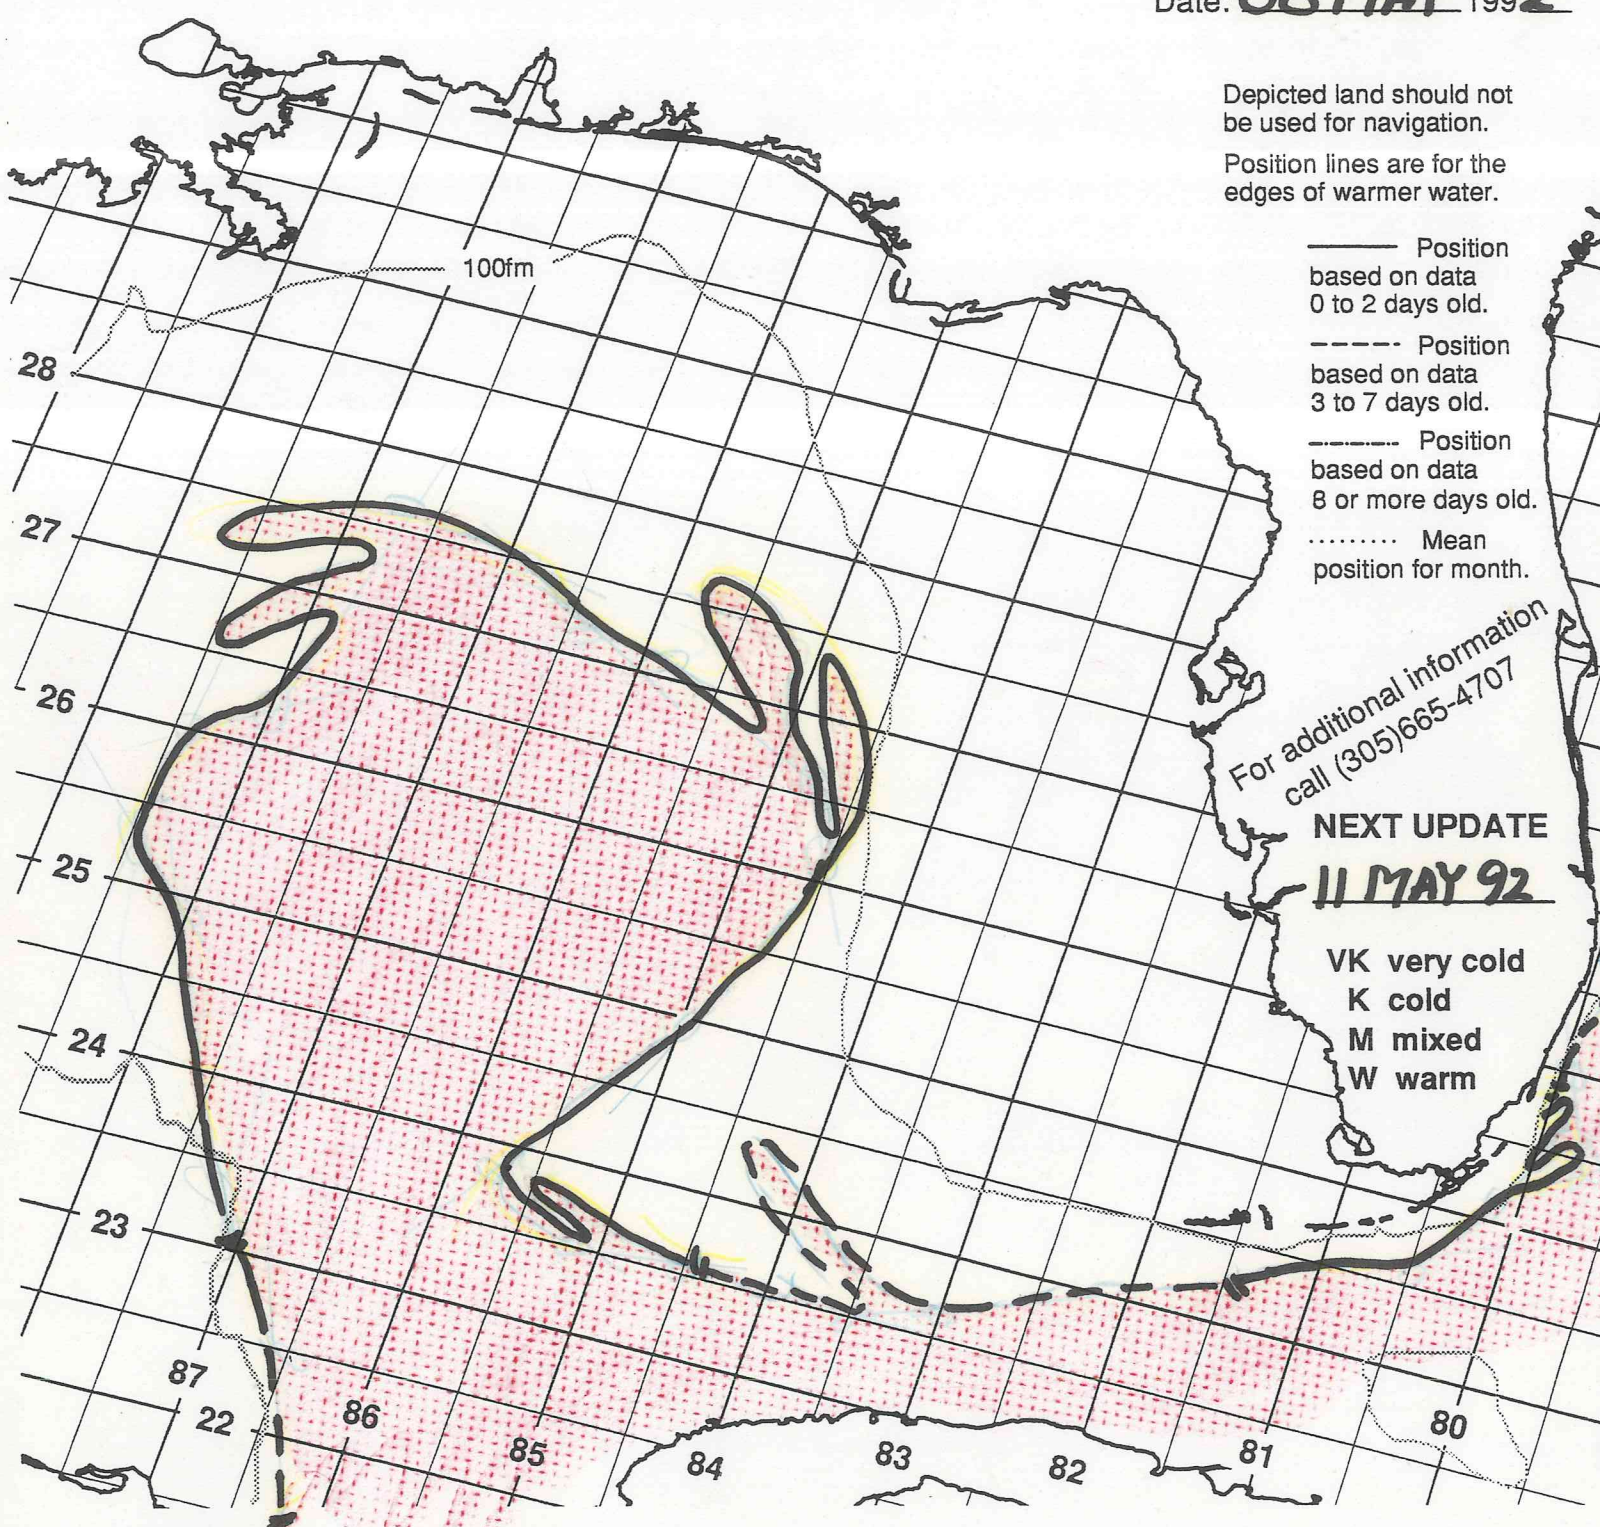 Date: 08 MAY 1992
Depicted land should not
be used for navigation.
Position lines are for the
edges of warmer water.
100fm
Position
based on data
0 to 2 days old.
Position
based on data
3 to 7 days old.
Position
based on data
8 or more days old.
Mean
position for month.
28
27
26
25
24
23
22
For additional information
call (305)665-4707
NEXT UPDATE
11 MAY 92
VK very cold
K cold
M mixed
W warm
87
86
85
84
83
82
81
80